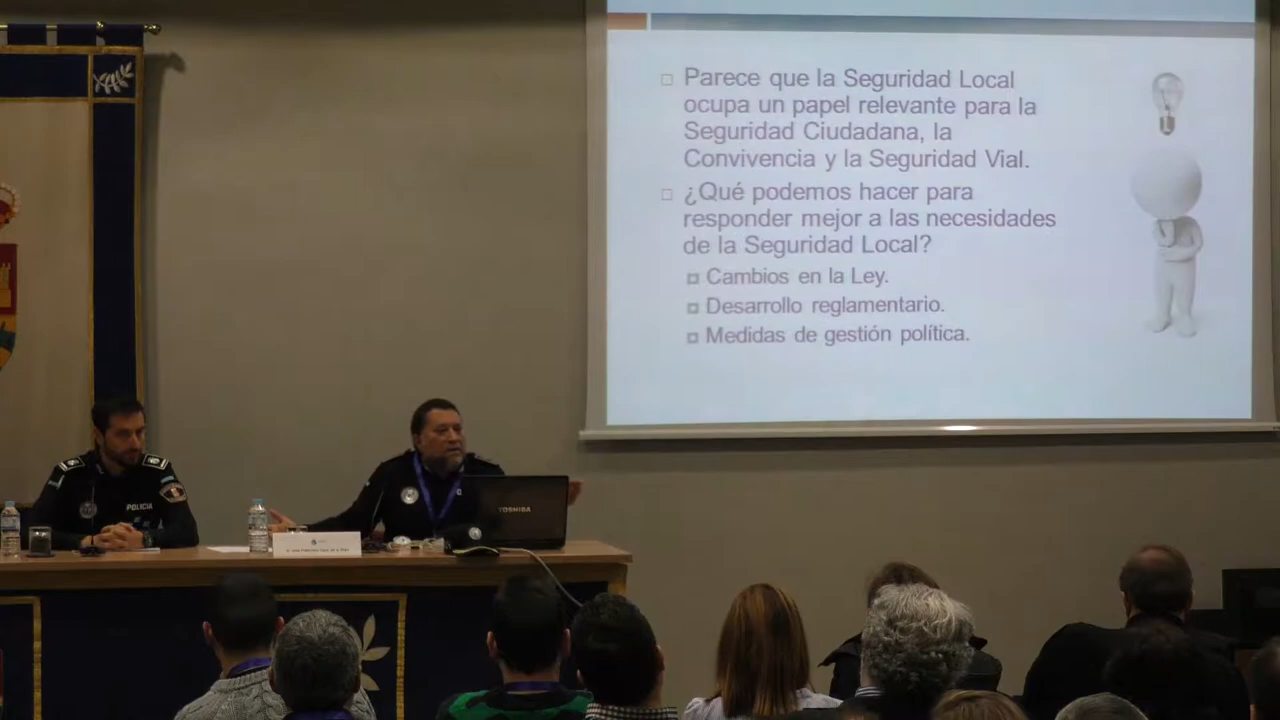 Parece que la Seguridad Local
ocupa un papel relevante para la
Seguridad Ciudadana, la
Convivencia y la Seguridad Vial.
¿Qué podemos hacer para
responder mejor a las necesidades
de la Seguridad Local?
Cambios en la Ley.
Desarrollo reglamentario.
Medidas de gestión política.
POLICIA
TOSHIBA